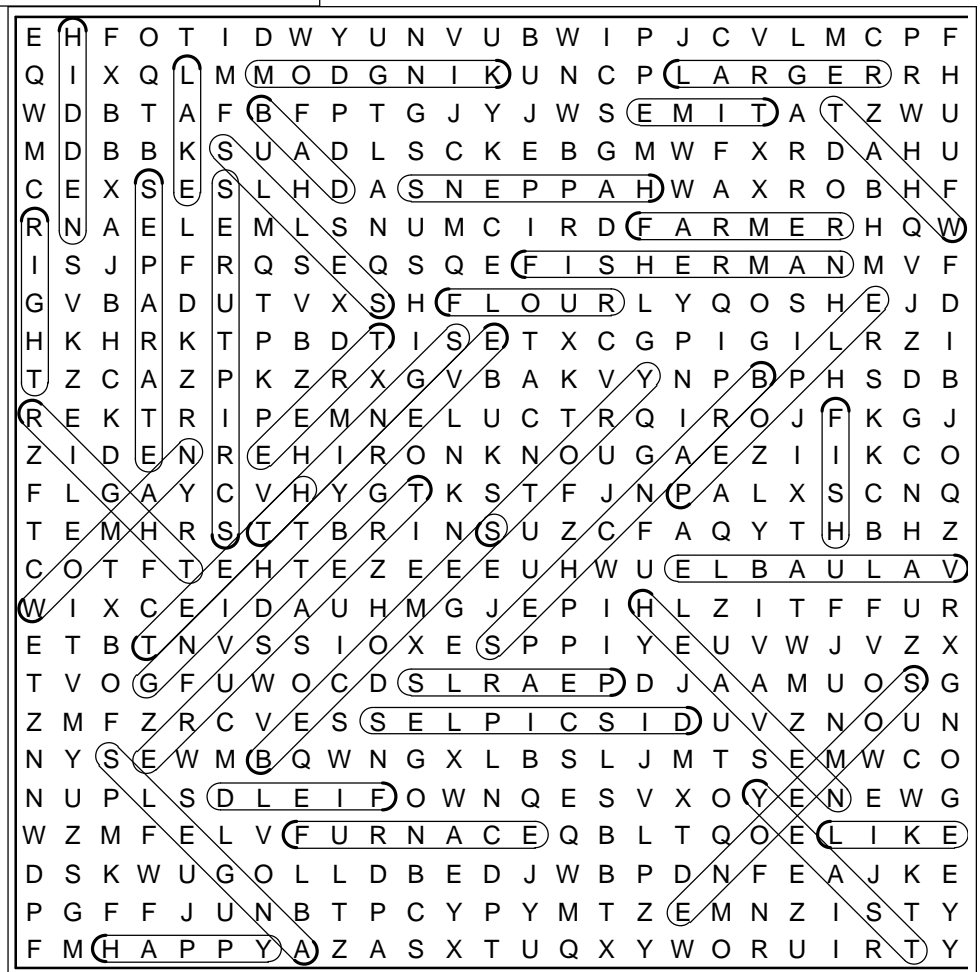 E H F O T I D W Y U N V U B W I P J C V L M C P F
Q I X Q L M M O D G N I K U N C P L A R G E R R H
W D B T A F B F P T G J Y J W S E M I T A T Z W U
M D B B K S U A D L S C K E B G M W F X R D A H U
C E X S E S L H D A S N E P P A H W A X R O B H F
R N A E L E M L S N U M C I R D F A R M E R H Q W
I S J P F R Q S E Q S Q E F I S H E R M A N M V F
G V B A D U T V X S H F L O U R L Y Q O S H E J D
H K H R K T P B D T I S E T X C G P I G I L R Z I
T Z C A Z P K Z R X G V B A K V Y N P B P H S D B
R E K T R I P E M N E L U C T R Q I R O J F K G J
Z I D E N R E H I R O N K N O U G A E Z I I K C O
F L G A Y C V H Y G T K S T F J N P A L X S C N Q
T E M H R S T T B R I N S U Z C F A Q Y T H B H Z
C O T F T E H T E Z E E E U H W U E L B A U L A V
W I X C E I D A U H M G J E P I H L Z I T F F U R
E T B T N V S S I O X E S P P I Y E U V W J V Z X
T V O G F U W O C D S L R A E P D J A A M U O S G
Z M F Z R C V E S S E L P I C S I D U V Z N O U N
N Y S E W M B Q W N G X L B S L J M T S E M W C O
N U P L S D L E I F O W N Q E S V X O Y E N E W G
W Z M F E L V F U R N A C E Q B L T Q O E L I K E
D S K W U G O L L D B E D J W B P D N F E A J K E
P G F F J U N B T P C Y P Y M T Z E M N Z I S T Y
F M H A P P Y A Z A S X T U Q X Y W O R U I R T Y